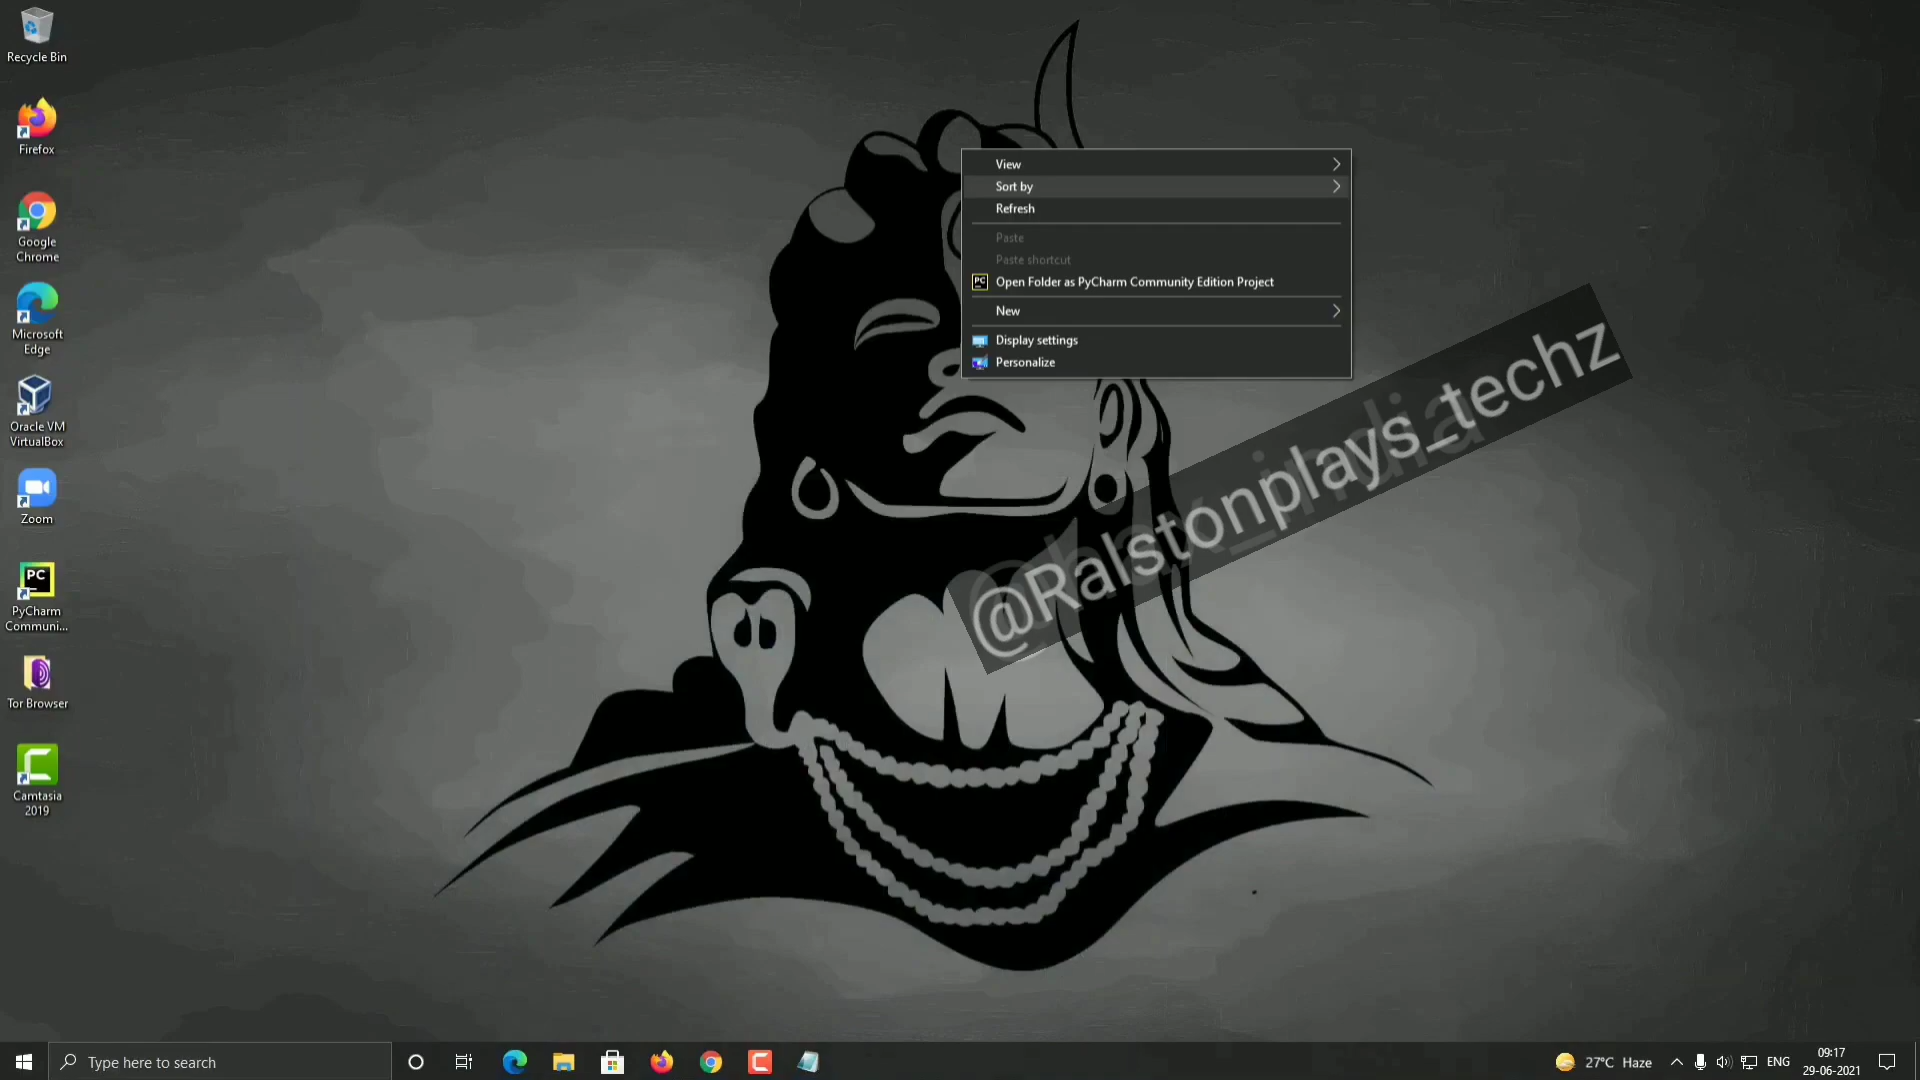 Recycle Bin
Firefox
Google
Chrome
Microsoft
Edge
Oracle VM
VirtualBox
Zoom
PC
PyCharm
Communi...
Tor Browser
Camtasia
2019
View
Sort by
Refresh
Paste
Paste shortcut
PC Open Folder as PyCharm Community Edition Project
New
Display settings
Personalize
@Ralstonplays_techz
Type here to search
27°C Haze
ENG
09:17
29-06-2021